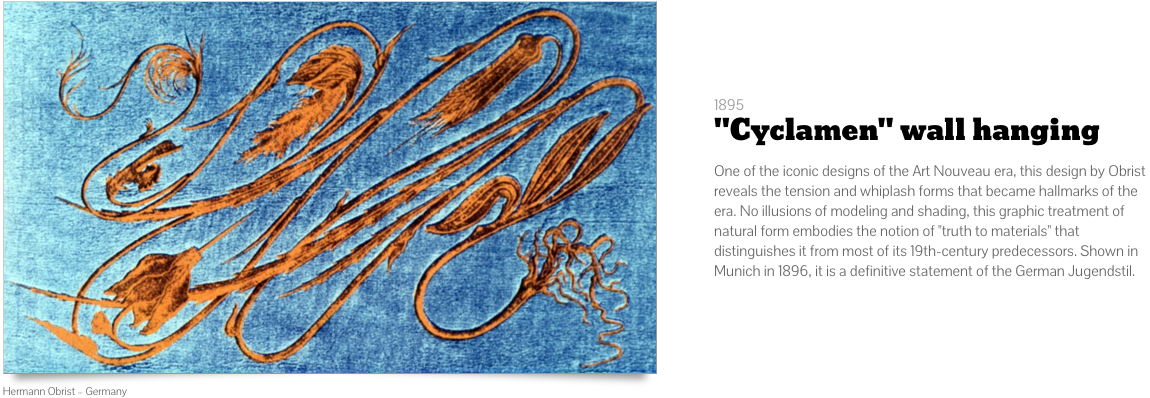 1895
"Cyclamen" wall hanging
One of the iconic designs of the Art Nouveau era, this design by Obrist
reveals the tension and whiplash forms that became hallmarks of the
era. No illusions of modeling and shading, this graphic treatment of
natural form embodies the notion of "truth to materials" that
distinguishes it from most of its 19th-century predecessors. Shown in
Munich in 1896, it is a definitive statement of the German Jugendstil.
Hermann Obrist – Germany